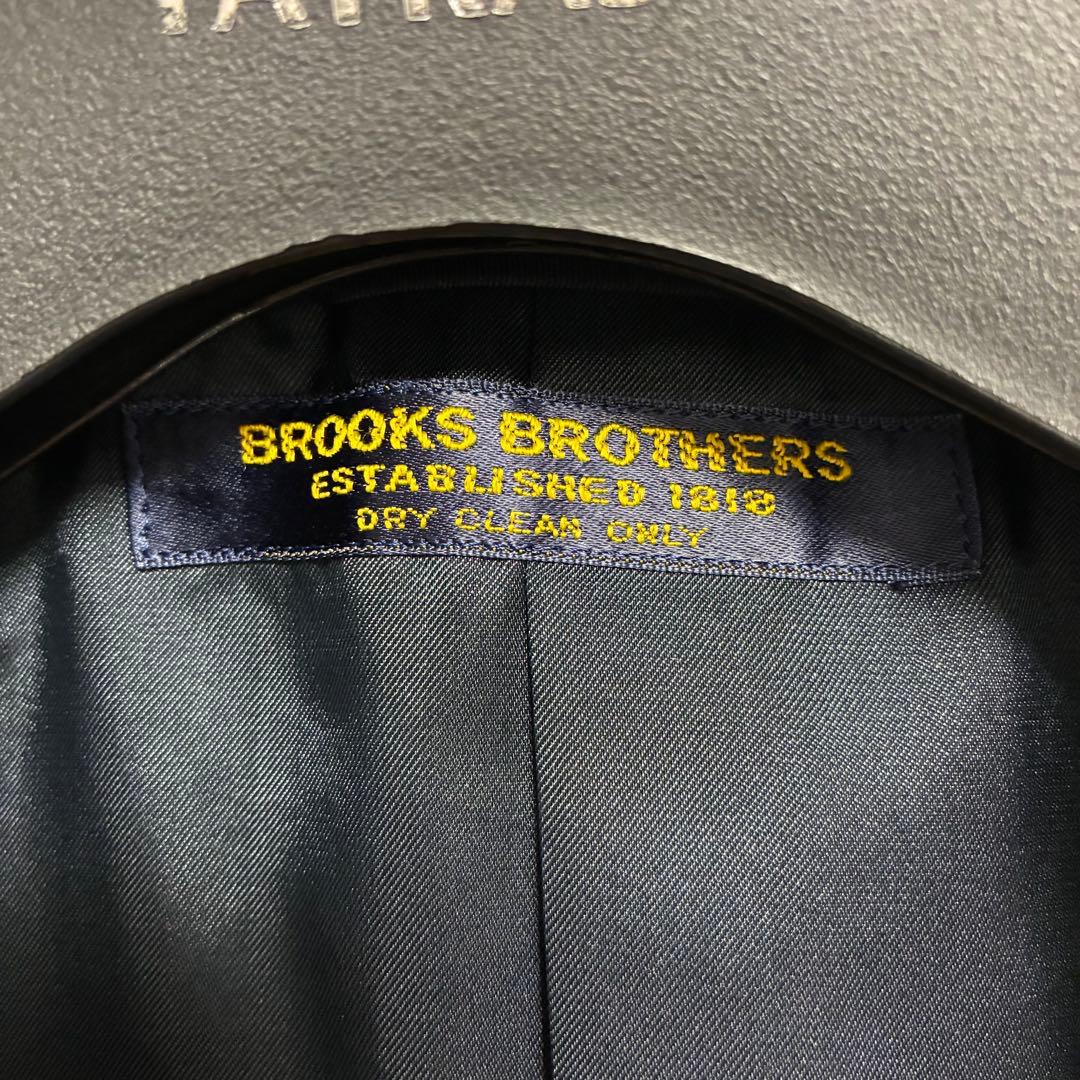 BROOKS BROTHERS
ESTABLISHED 1818
DRY CLEAN ONLY